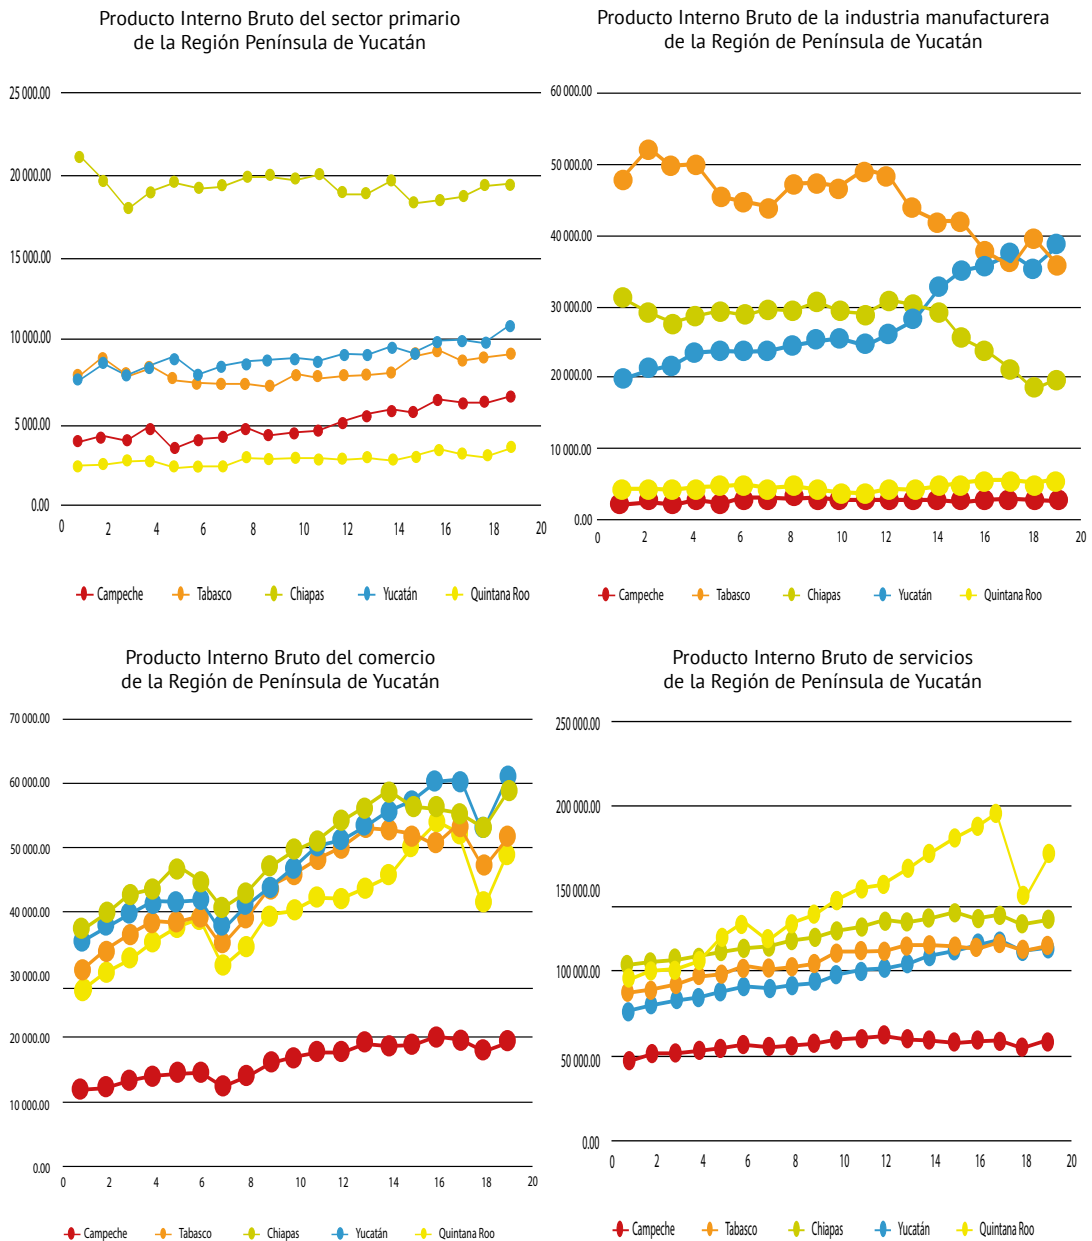 Producto Interno Bruto del sector primario
de la Región Península de Yucatán
25 000.00
20 000.00
15 000.00
10 000.00
5 000.00
0.00
0 2 4 6 8 10 12 14 16 18 20
Campeche Tabasco Chiapas Yucatán Quintana Roo
Producto Interno Bruto de la industria manufacturera
de la Región de Península de Yucatán
60 000.00
50 000.00
40 000.00
30 000.00
20 000.00
10 000.00
0.00
0 2 4 6 8 10 12 14 16 18 20
Campeche Tabasco Chiapas Yucatán Quintana Roo
Producto Interno Bruto del comercio
de la Región de Península de Yucatán
70 000.00
60 000.00
50 000.00
40 000.00
30 000.00
20 000.00
10 000.00
0.00
0 2 4 6 8 10 12 14 16 18 20
Campeche Tabasco Chiapas Yucatán Quintana Roo
Producto Interno Bruto de servicios
de la Región de Península de Yucatán
250 000.00
200 000.00
150 000.00
100 000.00
50 000.00
0.00
0 2 4 6 8 10 12 14 16 18 20
Campeche Tabasco Chiapas Yucatán Quintana Roo